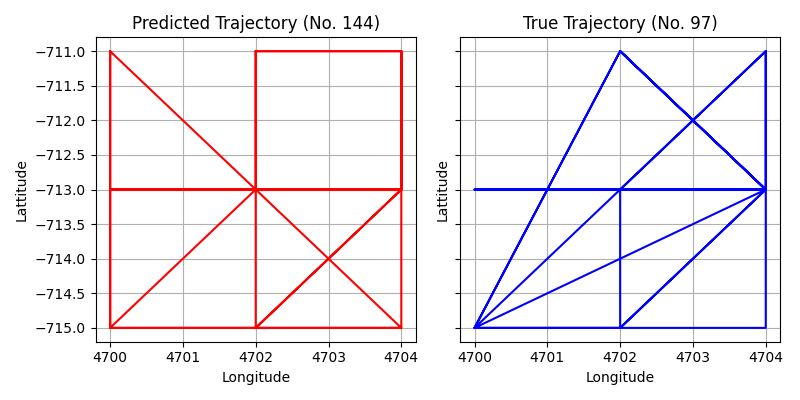 Predicted Trajectory (No. 144)
True Trajectory (No. 97)
−711.0
−711.5
−712.0
−712.5
−713.0
−713.5
−714.0
−714.5
−715.0
Lattitude
Lattitude
4700 4701 4702 4703 4704
4700 4701 4702 4703 4704
Longitude
Longitude